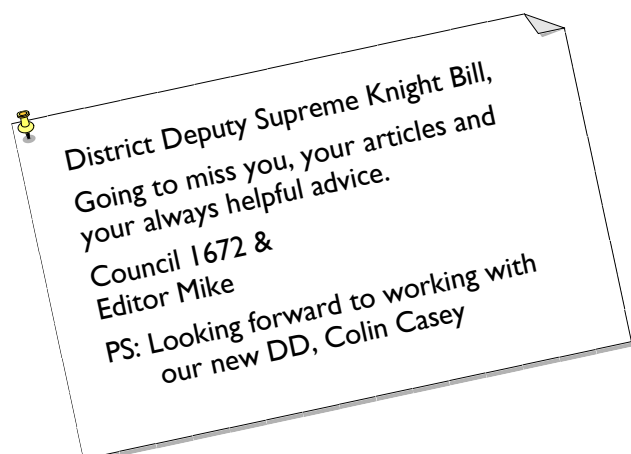 District Deputy Supreme Knight Bill,
Going to miss you, your articles and
your always helpful advice.
Council 1672 &
Editor Mike
PS: Looking forward to working with
our new DD, Colin Casey